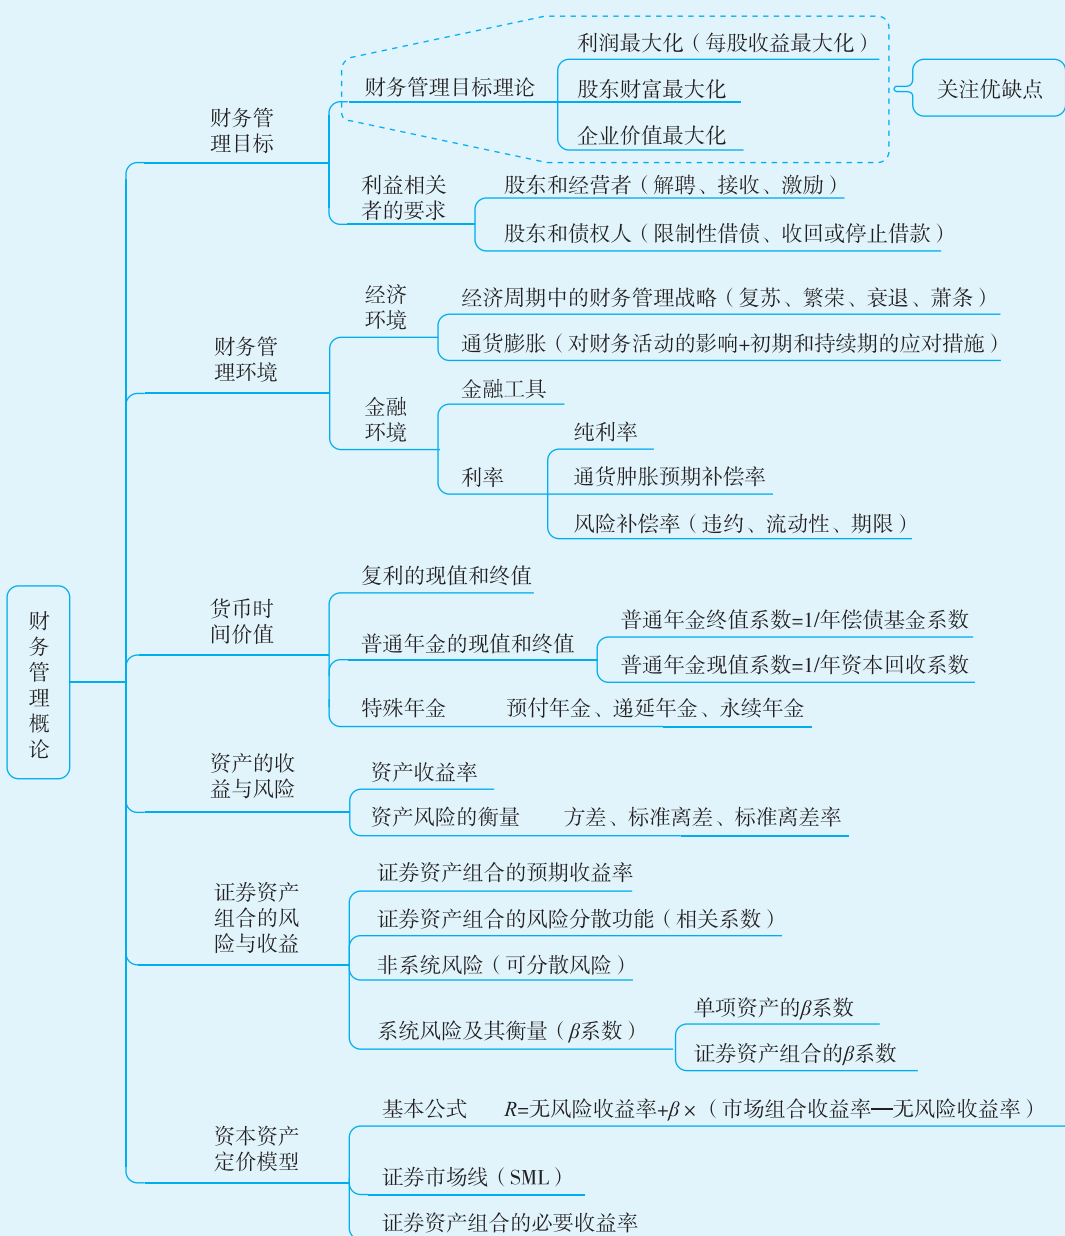 财务管理概论
财务管
理目标
财务管理目标理论
利润最大化（每股收益最大化）
股东财富最大化
企业价值最大化
关注优缺点
利益相关
者的要求
股东和经营者（解聘、接收、激励）
股东和债权人（限制性借债、收回或停止借款）
财务管
理环境
经济
环境
经济周期中的财务管理战略（复苏、繁荣、衰退、萧条）
通货膨胀（对财务活动的影响+初期和持续期的应对措施）
金融
环境
金融工具
利率
纯利率
通货肿胀预期补偿率
风险补偿率（违约、流动性、期限）
货币时
间价值
复利的现值和终值
普通年金的现值和终值
普通年金终值系数=1/年偿债基金系数
普通年金现值系数=1/年资本回收系数
特殊年金 预付年金、递延年金、永续年金
资产的收
益与风险
资产收益率
资产风险的衡量 方差、标准离差、标准离差率
证券资产
组合的风
险与收益
证券资产组合的预期收益率
证券资产组合的风险分散功能（相关系数）
非系统风险（可分散风险）
系统风险及其衡量（β系数）
单项资产的β系数
证券资产组合的β系数
资本资产
定价模型
基本公式 R=无风险收益率+β×（市场组合收益率—无风险收益率）
证券市场线（SML）
证券资产组合的必要收益率